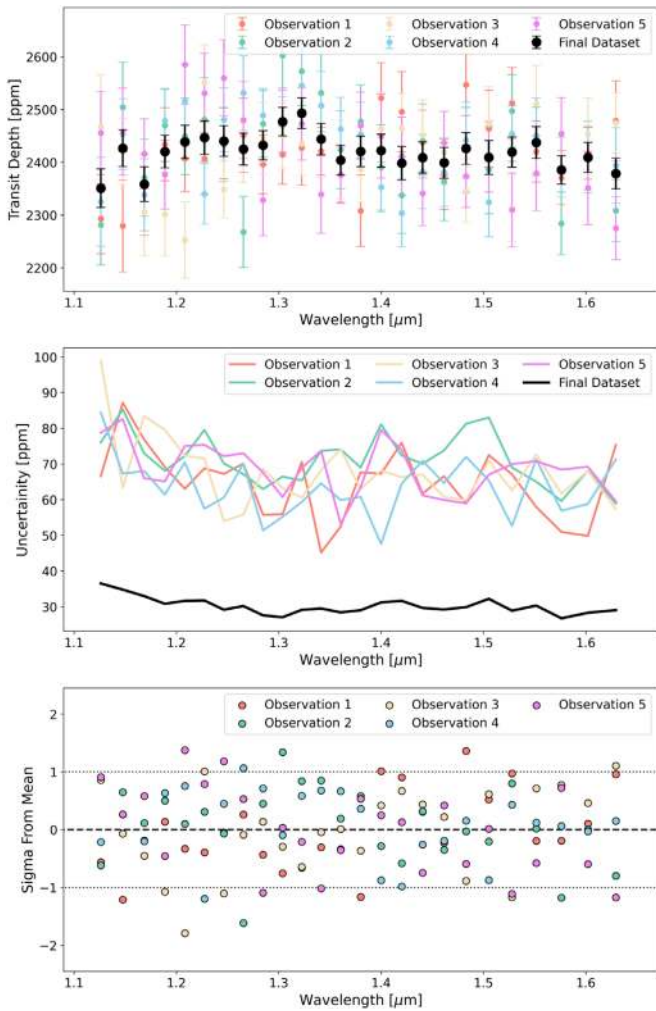 2600
2500
2400
2300
2200
Transit Depth [ppm]
Observation 1 Observation 3 Observation 5
Observation 2 Observation 4 Final Dataset
1.1 1.2 1.3 1.4 1.5 1.6
Wavelength [μm]
100
90
80
70
60
50
40
30
Uncertainity [ppm]
Observation 1 Observation 3 Observation 5
Observation 2 Observation 4 Final Dataset
1.1 1.2 1.3 1.4 1.5 1.6
Wavelength [μm]
2
1
0
−1
−2
Sigma From Mean
Observation 1 Observation 3 Observation 5
Observation 2 Observation 4
1.1 1.2 1.3 1.4 1.5 1.6
Wavelength [μm]